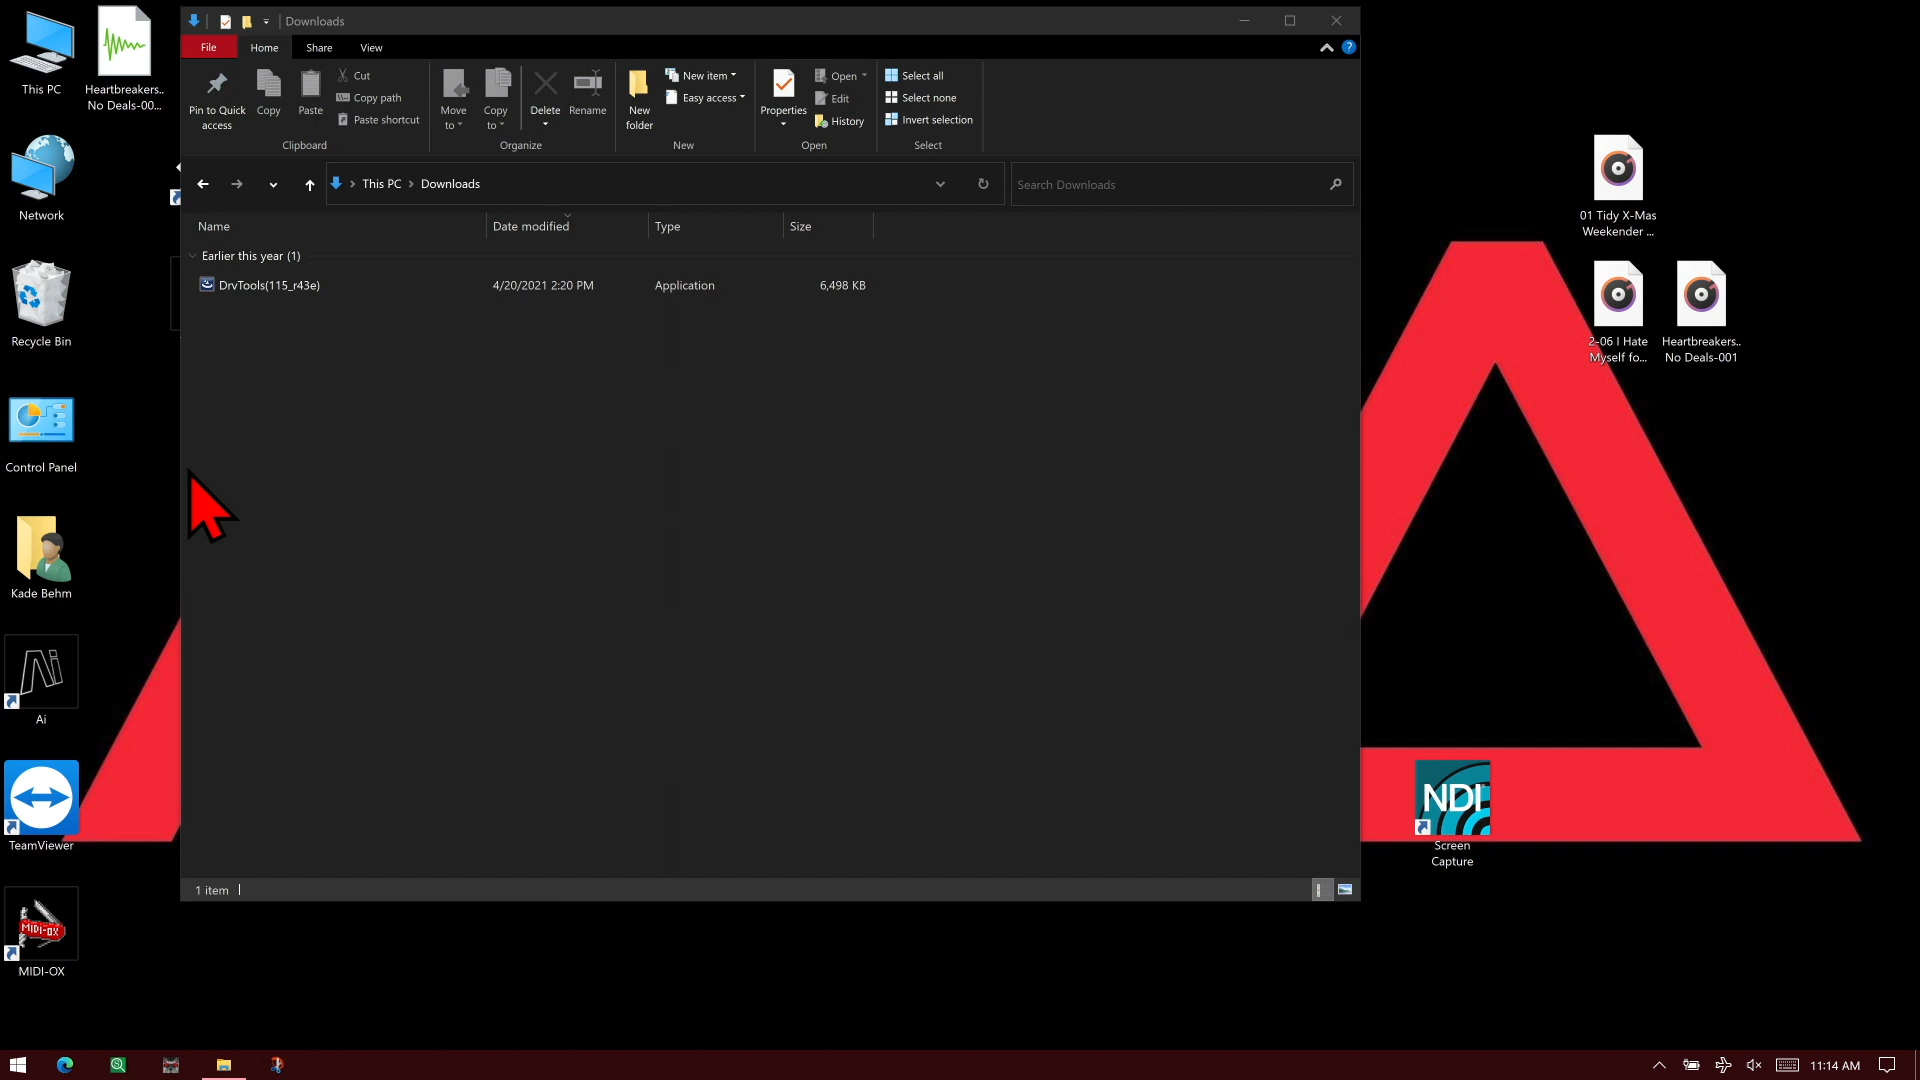 Downloads
File
Home
Share
View
Pin to Quick
access
Copy
Paste
Cut
Copy path
Paste shortcut
Clipboard
Move
to
Copy
to
Delete
Rename
Organize
New
folder
New item
Easy access
New
Properties
Open
Edit
History
Open
Select all
Select none
Invert selection
Select
This PC
Downloads
Search Downloads
Name
Date modified
Type
Size
Earlier this year (1)
DrvTools(115_r43e)
4/20/2021 2:20 PM
Application
6,498 KB
1 item
This PC
Heartbreakers..
No Deals-00...
Network
Recycle Bin
Control Panel
Kade Behm
Ai
Ai
TeamViewer
MIDI-OX
MIDI-OX
01 Tidy X-Mas
Weekender ...
2-06 I Hate
Myself fo...
Heartbreakers..
No Deals-001
NDI
Screen
Capture
11:14 AM